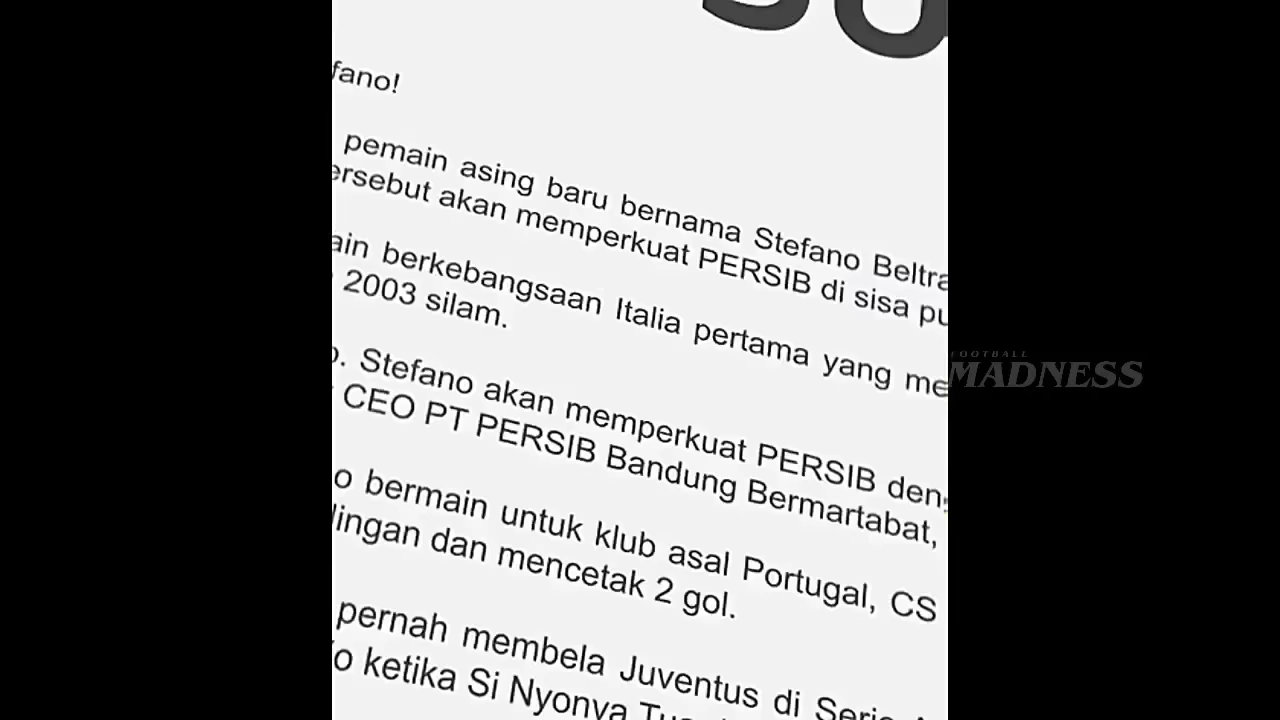 fano!
pemain asing baru bernama Stefano Beltra
ersebut akan memperkuat PERSIB di sisa pu
ain berkebangsaan Italia pertama yang me
2003 silam.
o. Stefano akan memperkuat PERSIB deng
CEO PT PERSIB Bandung Bermartabat,
o bermain untuk klub asal Portugal, CS
lingan dan mencetak 2 gol.
pernah membela Juventus di Serie
o ketika Si Nyonya
FOOTBALL
MADNESS